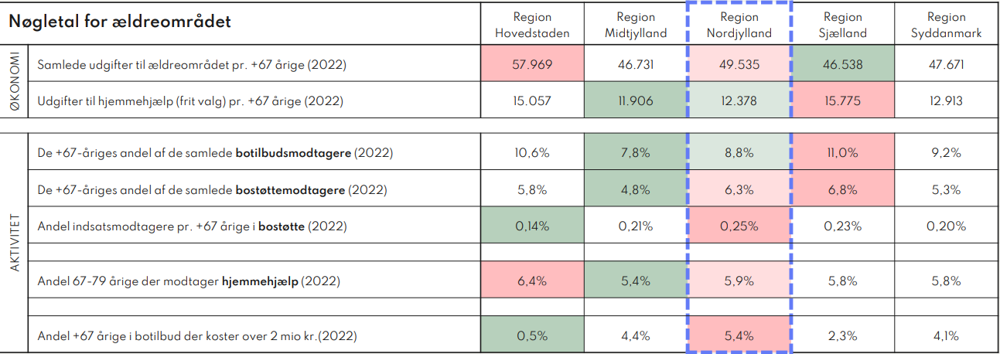 Nøgletal for ældreområdet
Region Hovedstaden
Region Midtjylland
Region Nordjylland
Region Sjælland
Region Syddanmark
ØKONOMI
Samlede udgifter til ældreområdet pr. +67 årige (2022) 57.969 46.731 49.535 46.538 47.671
Udgifter til hjemmehjælp (frit valg) pr. +67 årige (2022) 15.057 11.906 12.378 15.775 12.913
AKTIVITET
De +67-åriges andel af de samlede botilbudsmodtagere (2022) 10,6% 7,8% 8,8% 11,0% 9,2%
De +67-åriges andel af de samlede bostøttemodtagere (2022) 5,8% 4,8% 6,3% 6,8% 5,3%
Andel indsatsmodtagere pr. +67 årige i bostøtte (2022) 0,14% 0,21% 0,25% 0,23% 0,20%
Andel 67-79 årige der modtager hjemmehjælp (2022) 6,4% 5,4% 5,9% 5,8% 5,8%
Andel +67 årige i botilbud der koster over 2 mio kr.(2022) 0,5% 4,4% 5,4% 2,3% 4,1%